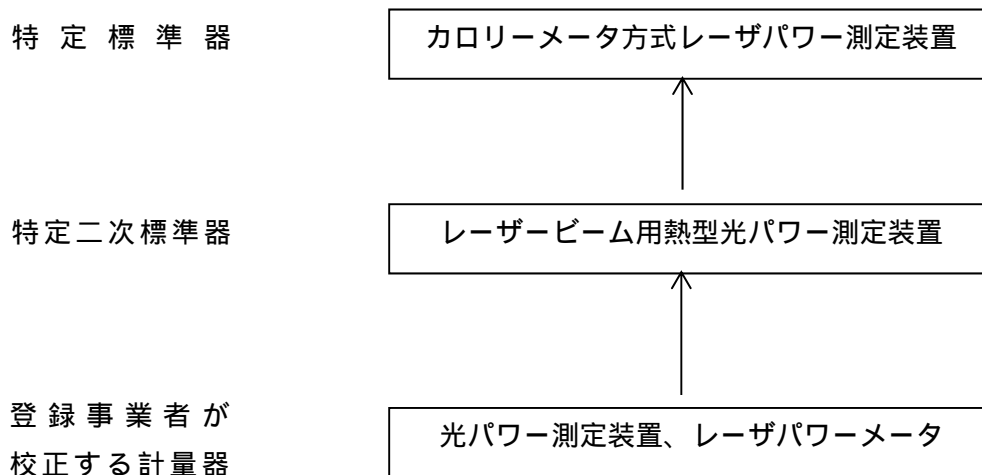 特定標準器
カロリーメータ方式レーザパワー測定装置
特定二次標準器
レーザービーム用熱型光パワー測定装置
登録事業者が
校正する計量器
光パワー測定装置、レーザパワーメータ